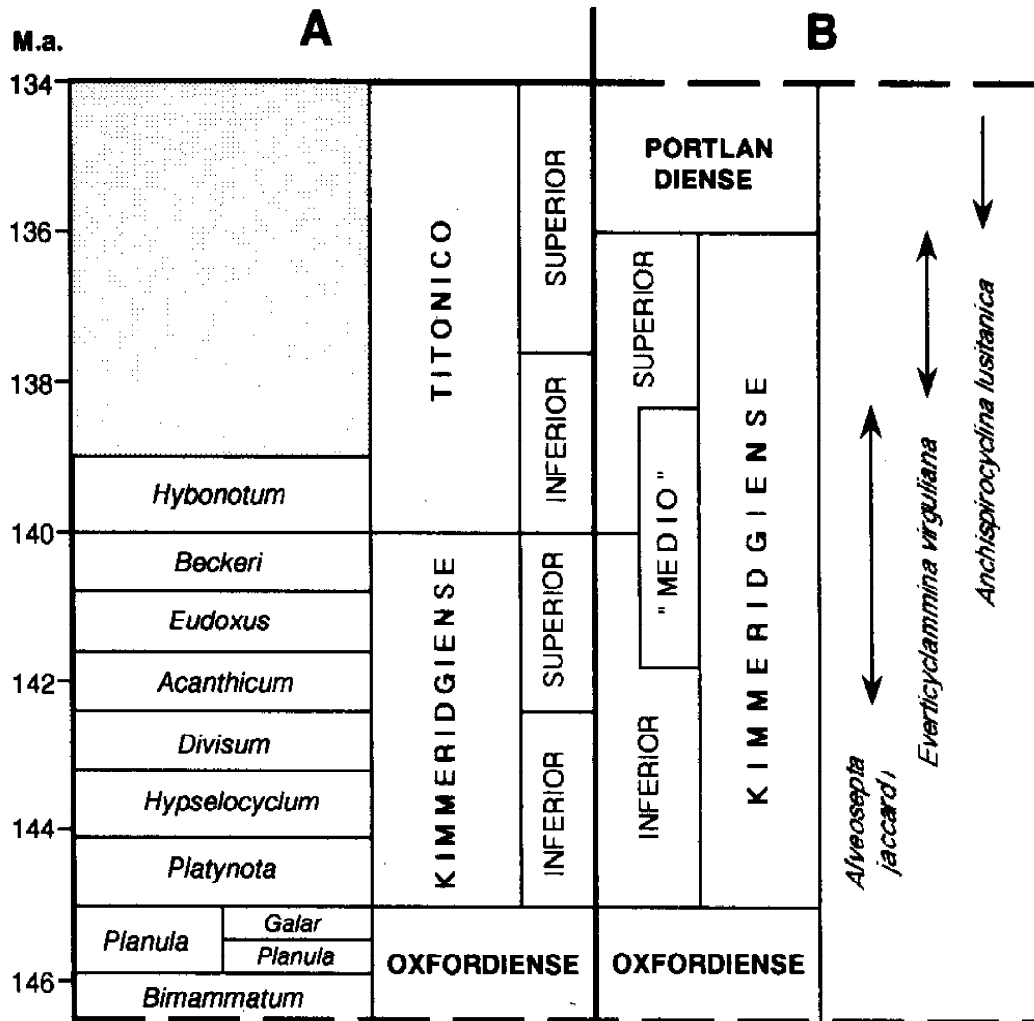 A
B
M.a.
134
136
138
140
142
144
146
Hybonotum
Beckeri
Eudoxus
Acanthicum
Divisum
Hypselocyclum
Platynota
Planula
Galar
Planula
Bimammatum
TITONICO
KIMMERIDGIENSE
OXFORDIENSE
SUPERIOR
INFERIOR
SUPERIOR
INFERIOR
PORTLAN
DIENSE
SUPERIOR
"MEDIO"
INFERIOR
KIMMERIDGIENSE
OXFORDIENSE
Alveosepta
jaccardi
Everticyclammina virguliana
Anchispirocyclina lusitanica